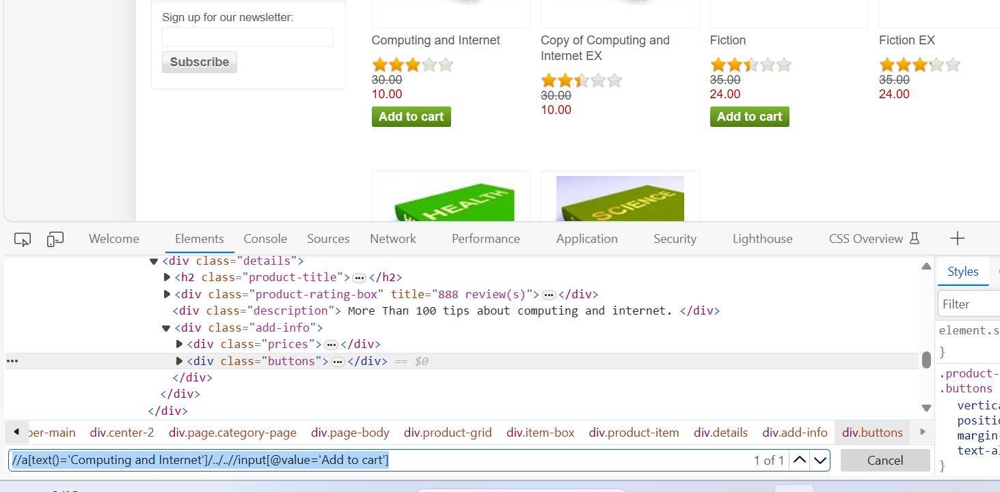 Sign up for our newsletter:
Subscribe
Computing and Internet
30.00
10.00
Add to cart
Copy of Computing and
Internet EX
30.00
10.00
Fiction
35.00
24.00
Add to cart
Fiction EX
35.00
24.00
HEALTH
SCIENCE
Welcome Elements Console Sources Network Performance Application Security Lighthouse CSS Overview
<div class="details">
<h2 class="product-title">…</h2>
<div class="product-rating-box" title="888 review(s)">…</div>
<div class="description"> More Than 100 tips about computing and internet. </div>
<div class="add-info">
<div class="prices">…</div>
<div class="buttons">…</div> == $0
</div>
</div>
</div>
per-main div.center-2 div.page.category-page div.page-body div.product-grid div.item-box div.product-item div.details div.add-info div.buttons
//a[text()='Computing and Internet']/../..//input[@value='Add to cart'] 1 of 1 Cancel
Styles
Filter
element.s
}
.product-
.buttons
vertica
positio
margin-
text-al
}